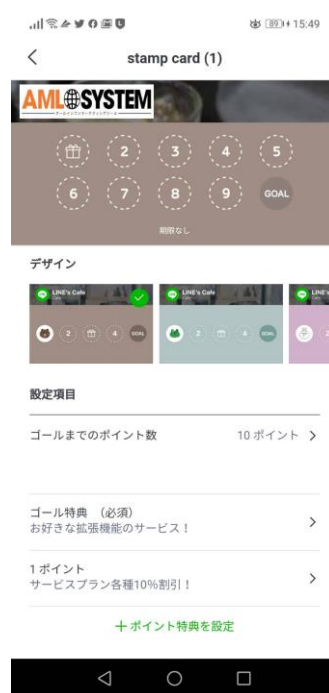 89 15:49
stamp card (1)
AML SYSTEM
2 3 4 5
6 7 8 9 GOAL
期限なし
デザイン
LINE's Cafe
LINE's Cafe
LINE's
2 4 GOAL
2 4 GOAL
設定項目
ゴールまでのポイント数 10 ポイント
ゴール特典 (必須)
お好きな拡張機能のサービス!
1 ポイント
サービスプラン各種10%割引!
+ポイント特典を設定